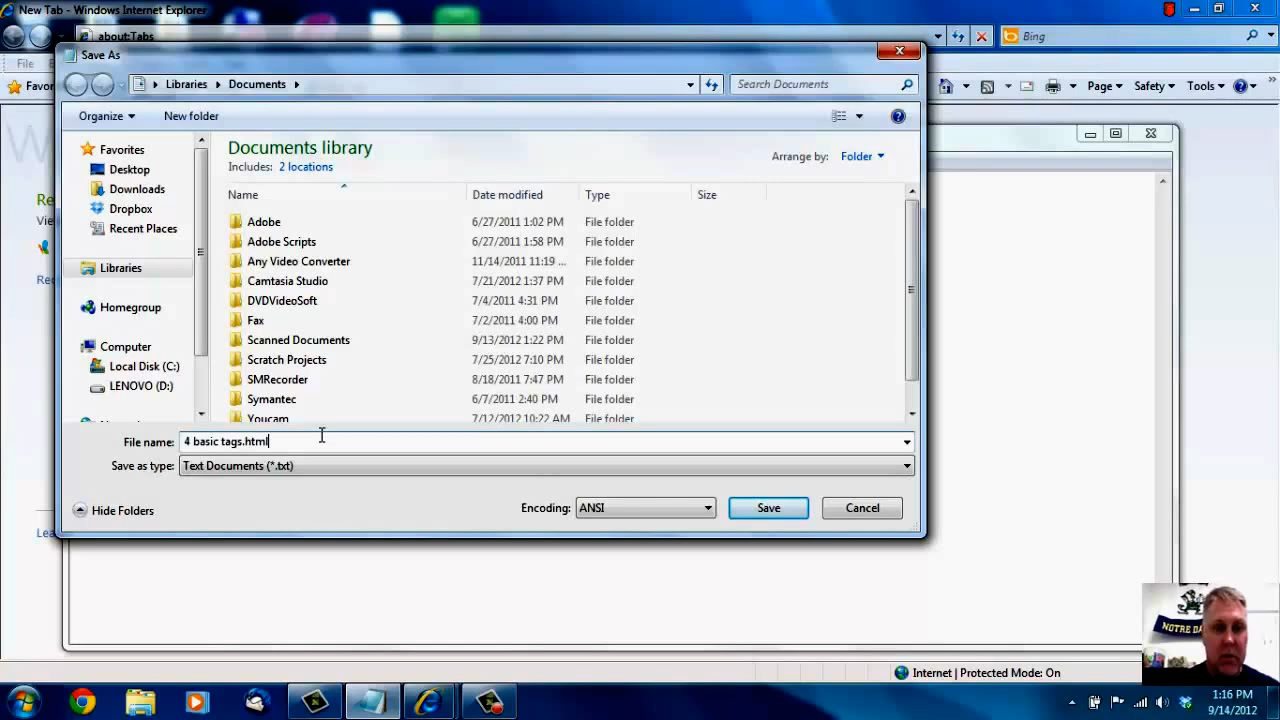 New Tab - Windows Internet Explorer
about:Tabs
Bing
File
Favor
Page
Safety
Tools
Save As
Libraries
Documents
Search Documents
Organize
New folder
Documents library
Includes: 2 locations
Arrange by: Folder
Name Date modified Type Size
Favorites
Desktop
Downloads
Dropbox
Recent Places
Libraries
Homegroup
Computer
Local Disk (C:)
LENOVO (D:)
Adobe 6/27/2011 1:02 PM File folder
Adobe Scripts 6/27/2011 1:58 PM File folder
Any Video Converter 11/14/2011 11:19 ... File folder
Camtasia Studio 7/21/2012 1:37 PM File folder
DVDVideoSoft 7/4/2011 4:31 PM File folder
Fax 7/2/2011 4:00 PM File folder
Scanned Documents 9/13/2012 1:22 PM File folder
Scratch Projects 7/25/2012 7:10 PM File folder
SMRecorder 8/18/2011 7:47 PM File folder
Symantec 6/7/2011 2:40 PM File folder
Youcam 7/12/2012 10:22 AM File folder
File name: 4 basic tags.html
Save as type: Text Documents (*.txt)
Hide Folders
Encoding: ANSI
Save
Cancel
Internet | Protected Mode: On
NOTRE DA
1:16 PM
9/14/2012